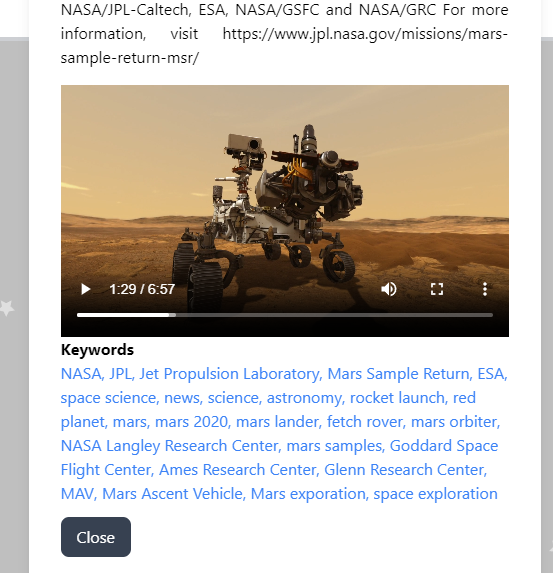 NASA/JPL-Caltech, ESA, NASA/GSFC and NASA/GRC For more
information, visit https://www.jpl.nasa.gov/missions/mars-
sample-return-msr/
1:29 / 6:57
Keywords
NASA, JPL, Jet Propulsion Laboratory, Mars Sample Return, ESA,
space science, news, science, astronomy, rocket launch, red
planet, mars, mars 2020, mars lander, fetch rover, mars orbiter,
NASA Langley Research Center, mars samples, Goddard Space
Flight Center, Ames Research Center, Glenn Research Center,
MAV, Mars Ascent Vehicle, Mars exporation, space exploration
Close